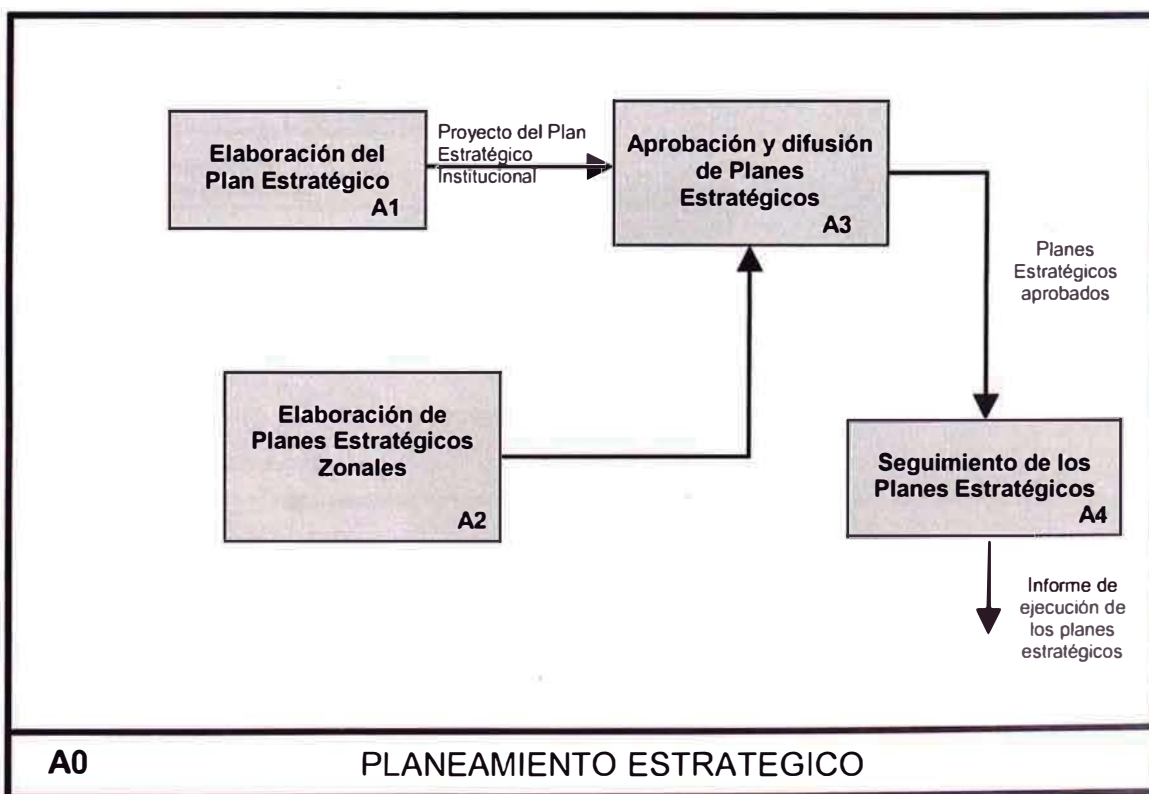 Elaboración del
Plan Estratégico
A1
Proyecto del Plan
Estratégico
Institucional
Aprobación y difusión
de Planes
Estratégicos
A3
Planes
Estratégicos
aprobados
Elaboración de
Planes Estratégicos
Zonales
A2
Seguimiento de los
Planes Estratégicos
A4
Informe de
ejecución de
los planes
estratégicos
A0
PLANEAMIENTO ESTRATEGICO